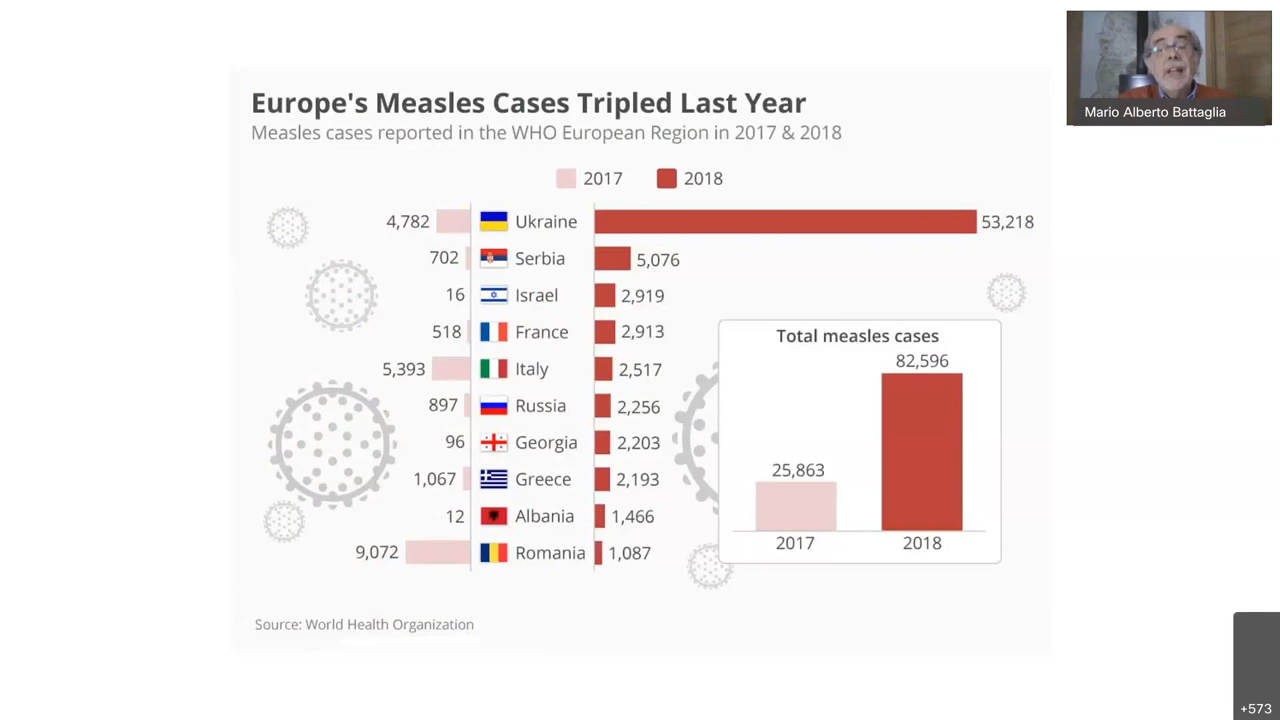 Europe's Measles Cases Tripled Last Year
Measles cases reported in the WHO European Region in 2017 & 2018
2017 2018
4,782 Ukraine 53,218
702 Serbia 5,076
16 Israel 2,919
518 France 2,913
5,393 Italy 2,517
897 Russia 2,256
96 Georgia 2,203
1,067 Greece 2,193
12 Albania 1,466
9,072 Romania 1,087
Total measles cases
82,596
25,863
2017 2018
Source: World Health Organization
Mario Alberto Battaglia
+573